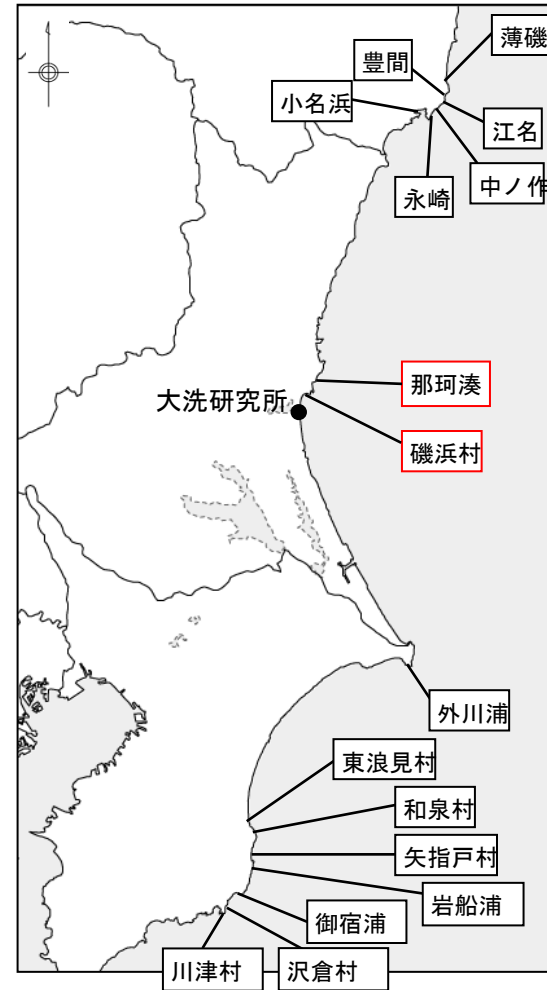 薄磯
豊間
小名浜
江名
中ノ作
永崎
那珂湊
大洗研究所
磯浜村
外川浦
東浪見村
和泉村
矢指戸村
岩船浦
御宿浦
川津村
沢倉村